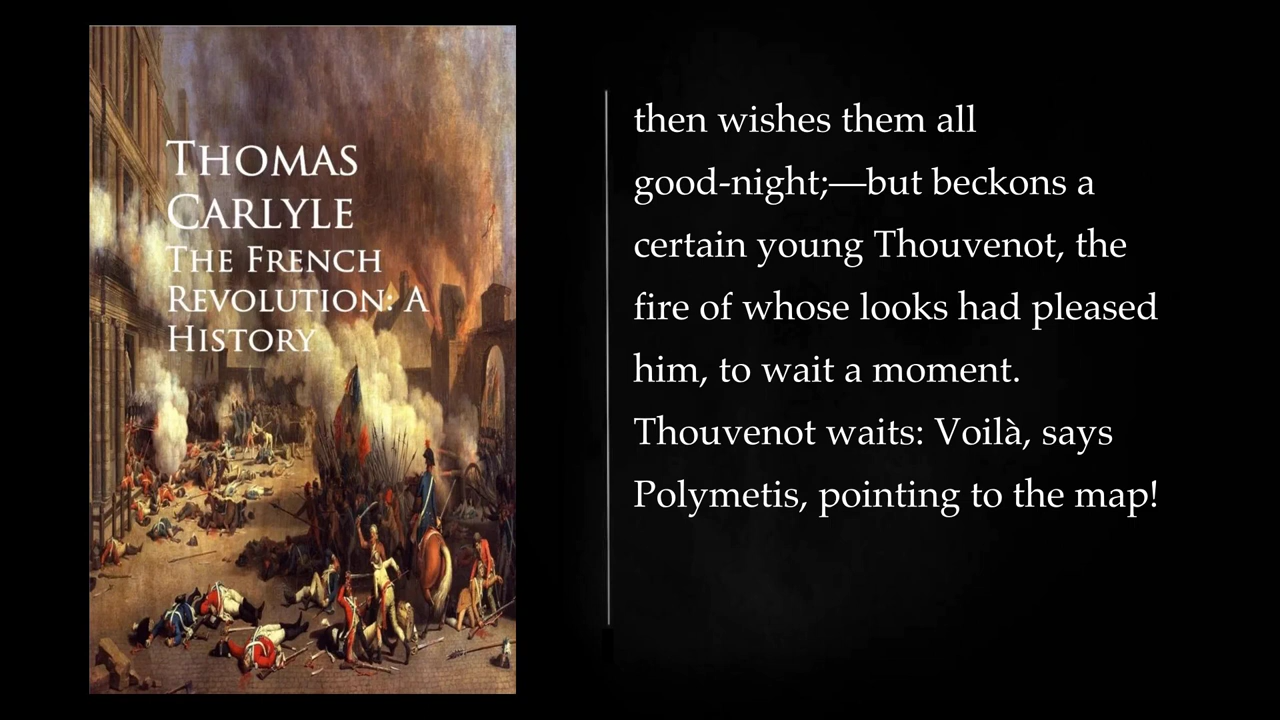 THOMAS
CARLYLE
THE FRENCH
REVOLUTION: A
HISTORY
then wishes them all
good-night;—but beckons a
certain young Thouvenot, the
fire of whose looks had pleased
him, to wait a moment.
Thouvenot waits: Voilà, says
Polymetis, pointing to the map!